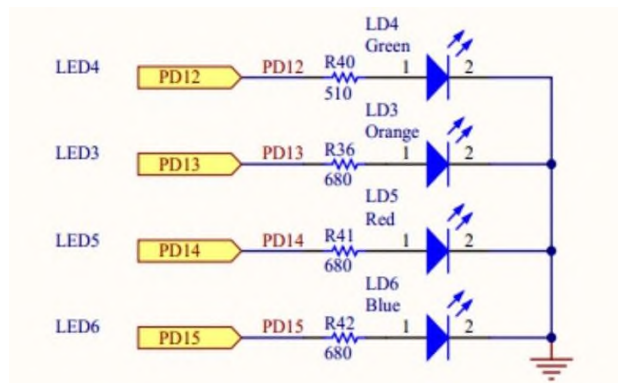 LD4
Green
LED4 PD12 PD12 R40 1 2
510
LD3
Orange
LED3 PD13 PD13 R36 1 2
680
LD5
Red
LED5 PD14 PD14 R41 1 2
680
LD6
Blue
LED6 PD15 PD15 R42 1 2
680